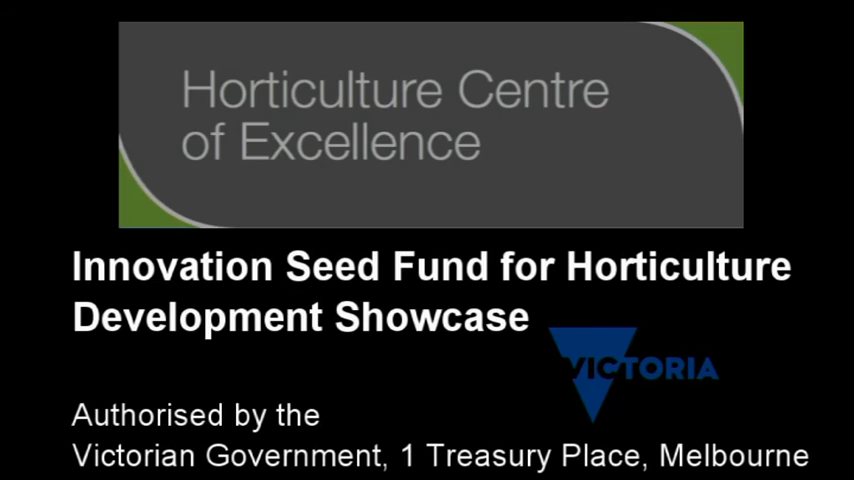 Horticulture Centre
of Excellence
Innovation Seed Fund for Horticulture
Development Showcase
VICTORIA
Authorised by the
Victorian Government, 1 Treasury Place, Melbourne